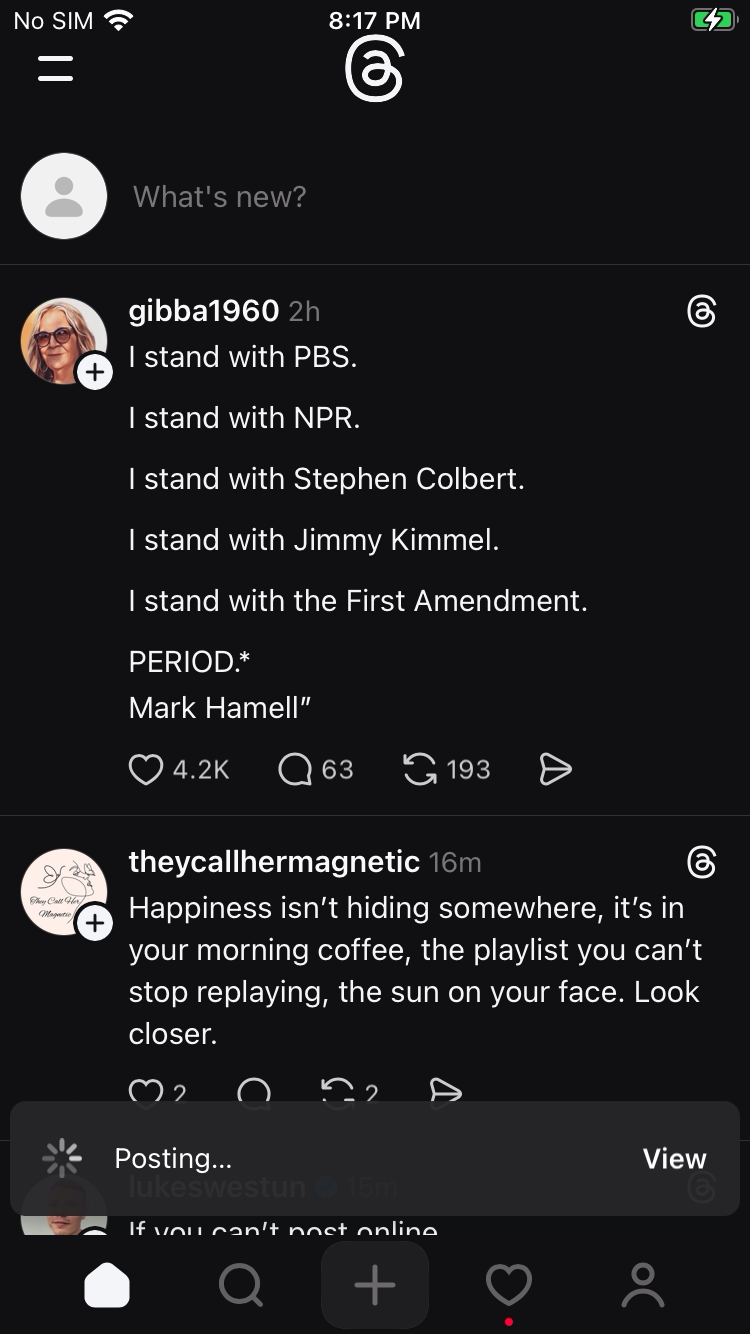 No SIM 8:17 PM
What's new?
gibba1960 2h
I stand with PBS.
I stand with NPR.
I stand with Stephen Colbert.
I stand with Jimmy Kimmel.
I stand with the First Amendment.
PERIOD.*
Mark Hamell”
4.2K 63 193
theycallhermagnetic 16m
They Call Her
Magnetic
Happiness isn’t hiding somewhere, it’s in
your morning coffee, the playlist you can’t
stop replaying, the sun on your face. Look
closer.
2 2
Posting... View
lukeswestun 15m
If you can’t post online